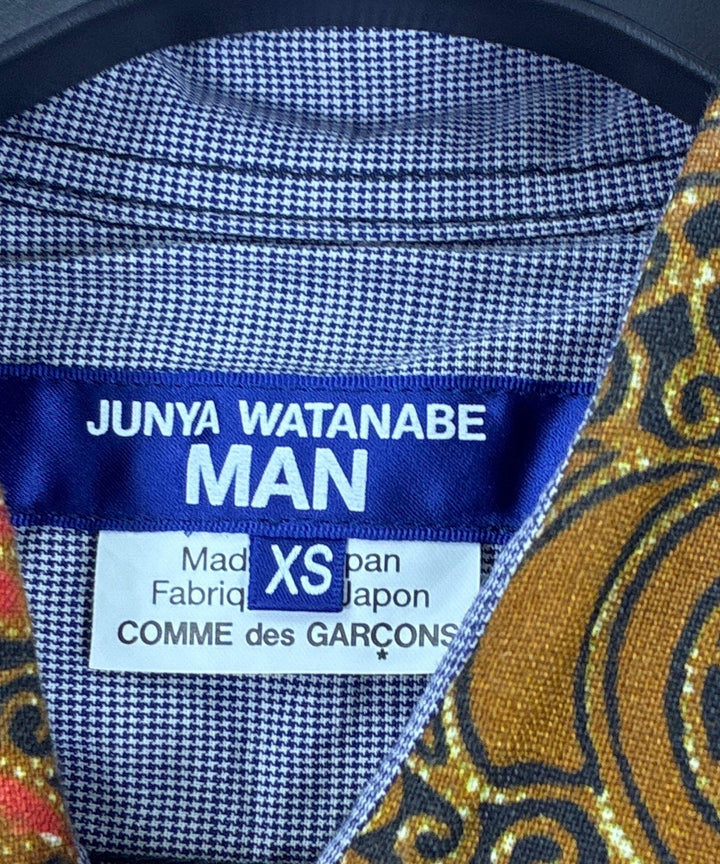 JUNYA WATANABE
MAN
XS
Mad pan
Fabriq Japon
COMME des GARÇONS
*